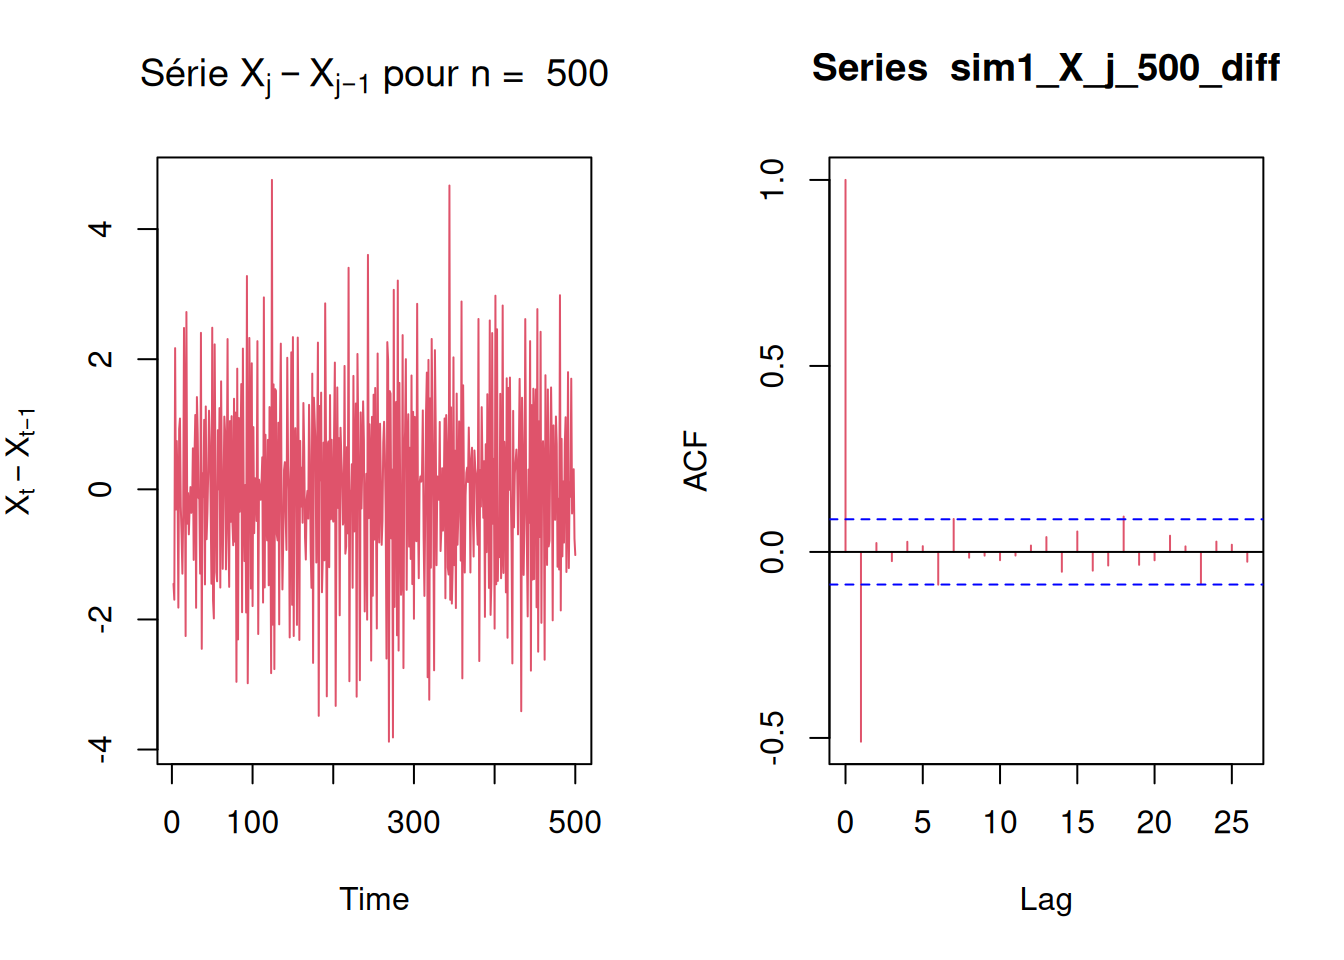 Série Xj − Xj−1 pour n = 500
4
2
0
-2
-4
Xt − Xt−1
0 100 300 500
Time
Series sim1_X_j_500_diff
1.0
0.5
0.0
-0.5
ACF
0 5 10 15 20 25
Lag